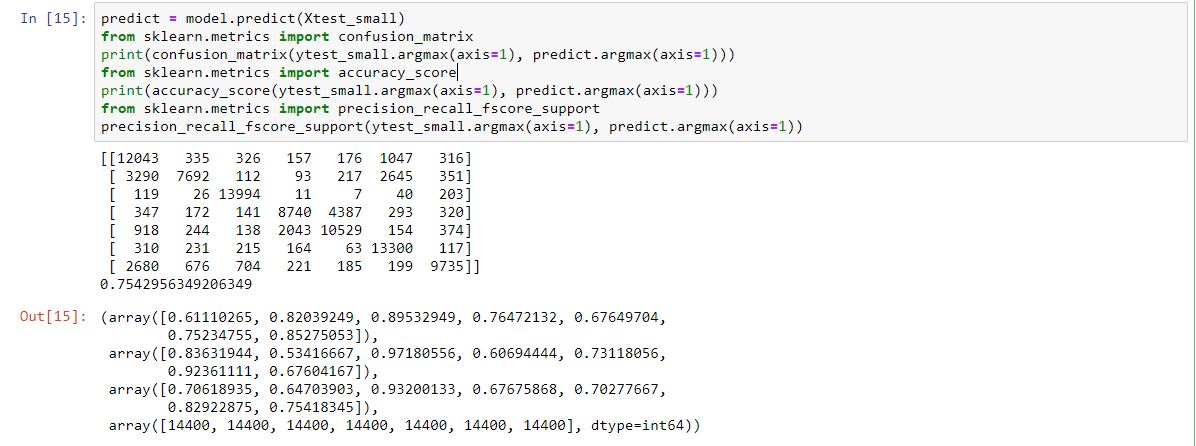 In [15]: predict = model.predict(Xtest_small)
from sklearn.metrics import confusion_matrix
print(confusion_matrix(ytest_small.argmax(axis=1), predict.argmax(axis=1)))
from sklearn.metrics import accuracy_score
print(accuracy_score(ytest_small.argmax(axis=1), predict.argmax(axis=1)))
from sklearn.metrics import precision_recall_fscore_support
precision_recall_fscore_support(ytest_small.argmax(axis=1), predict.argmax(axis=1))
[[12043   335   326   157   176  1047   316]
 [ 3290  7692   112    93   217  2645   351]
 [  119    26 13994    11     7    40   203]
 [  347   172   141  8740  4387   293   320]
 [  918   244   138  2043 10529   154   374]
 [  310   231   215   164    63 13300   117]
 [ 2680   676   704   221   185   199  9735]]
0.7542956349206349
Out[15]: (array([0.61110265, 0.82039249, 0.89532949, 0.76472132, 0.67649704,
        0.75234755, 0.85275053]),
 array([0.83631944, 0.53416667, 0.97180556, 0.60694444, 0.73118056,
        0.92361111, 0.67604167]),
 array([0.70618935, 0.64703903, 0.93200133, 0.67675868, 0.70277667,
        0.82922875, 0.75418345]),
 array([14400, 14400, 14400, 14400, 14400, 14400, 14400], dtype=int64))